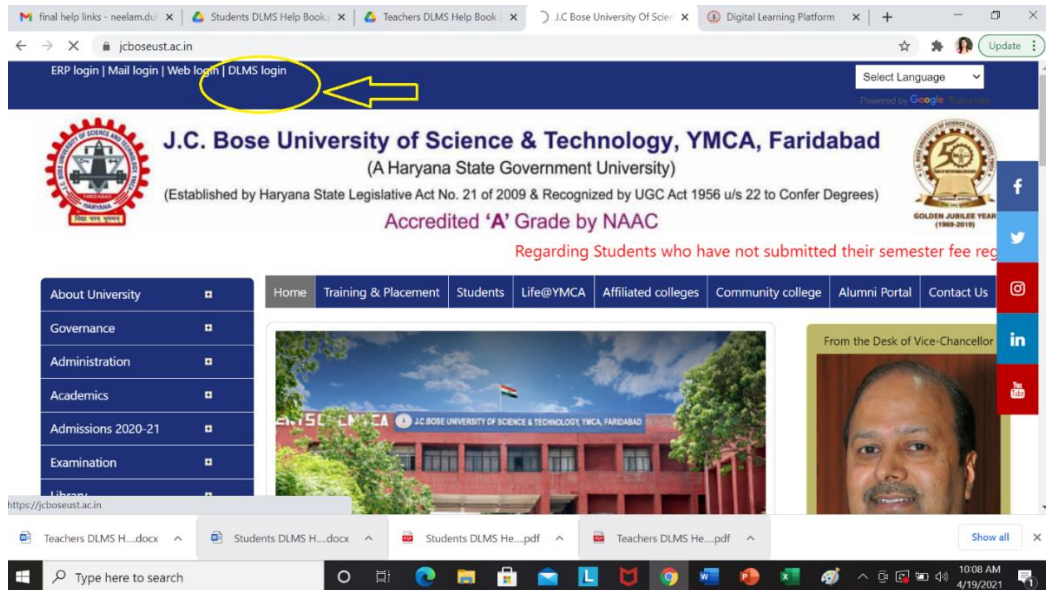 final help links - neelam.du
Students DLMS Help Book.p
Teachers DLMS Help Book
J.C Bose University Of Scien
Digital Learning Platform
jcboseust.ac.in
Update
ERP login | Mail login | Web login | DLMS login
Select Language
Powered by Google Translate
J.C. Bose University of Science & Technology, YMCA, Faridabad
(A Haryana State Government University)
(Established by Haryana State Legislative Act No. 21 of 2009 & Recognized by UGC Act 1956 u/s 22 to Confer Degrees)
Accredited 'A' Grade by NAAC
GOLDEN JUBILEE YEAR
(1969-2019)
Regarding Students who have not submitted their semester fee reg
Home Training & Placement Students Life@YMCA Affiliated colleges Community college Alumni Portal Contact Us
About University
Governance
Administration
Academics
Admissions 2020-21
Examination
Library
From the Desk of Vice-Chancellor
J.C.BOSE UNIVERSITY OF SCIENCE & TECHNOLOGY, YMCA, FARIDABAD
You
Tube
https://jcboseust.ac.in
Teachers DLMS H....docx
Students DLMS H....docx
Students DLMS He....pdf
Teachers DLMS He....pdf
Show all
Type here to search
10:08 AM
4/19/2021